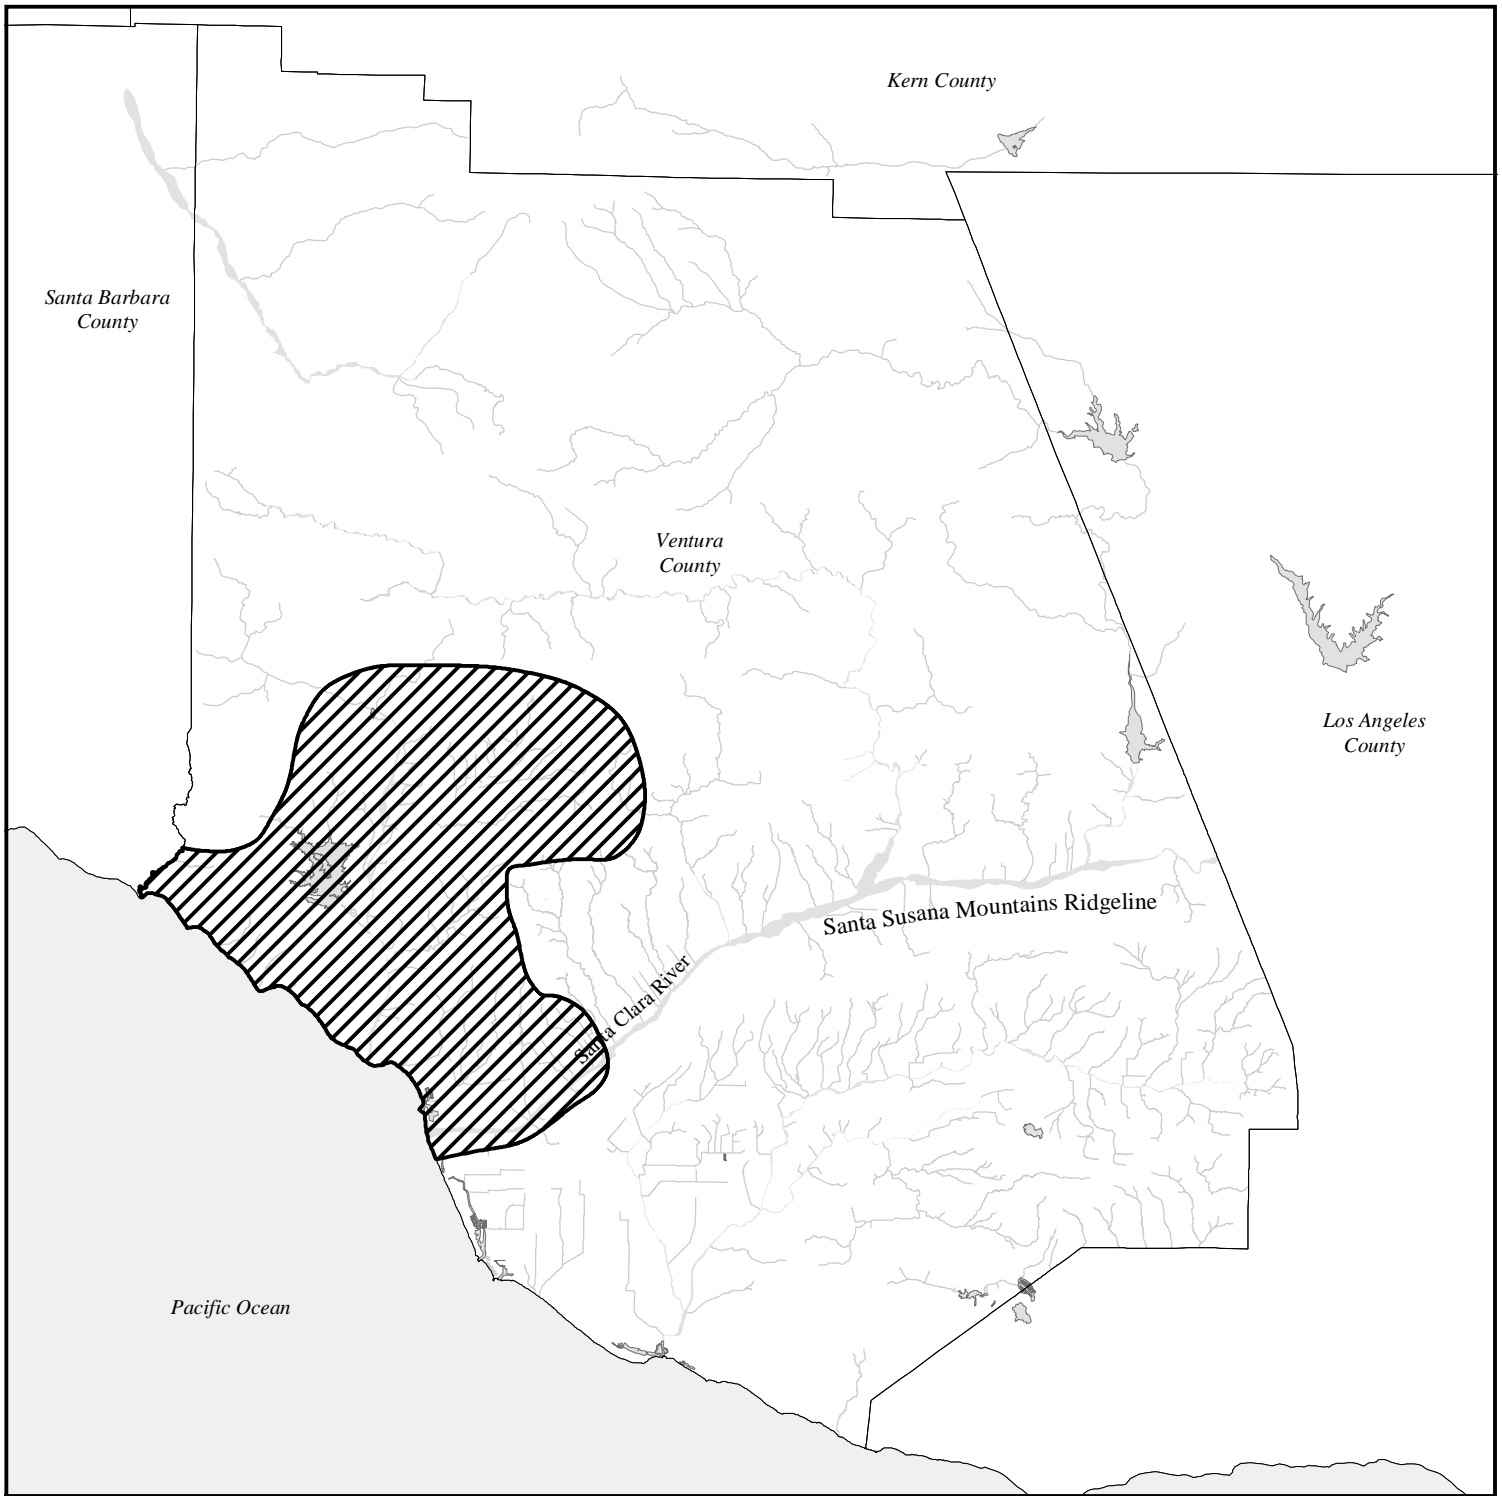 Kern County
Santa Barbara
County
Ventura
County
Los Angeles
County
Santa Susana Mountains Ridgeline
Santa Clara River
Pacific Ocean